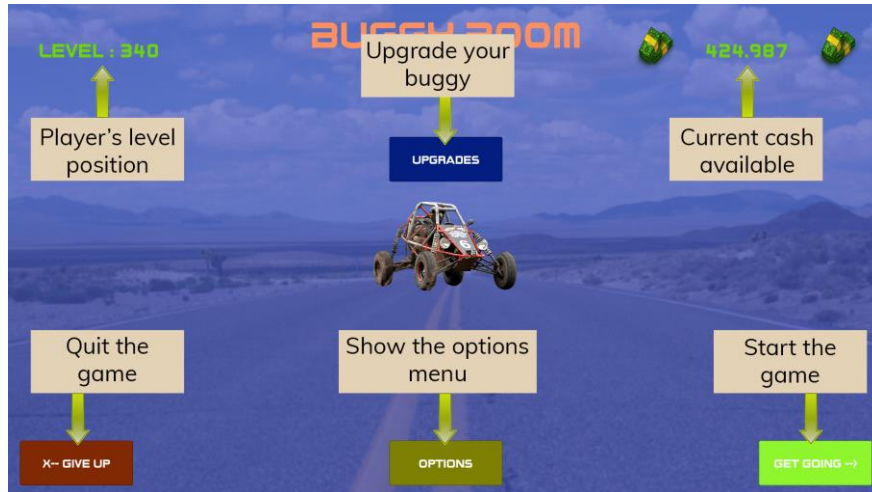 BUGGY ZOOM
LEVEL : 340
424.987
Upgrade your
buggy
Player's level
position
Current cash
available
UPGRADES
6
Quit the
game
Show the options
menu
Start the
game
X-- GIVE UP
OPTIONS
GET GOING --)